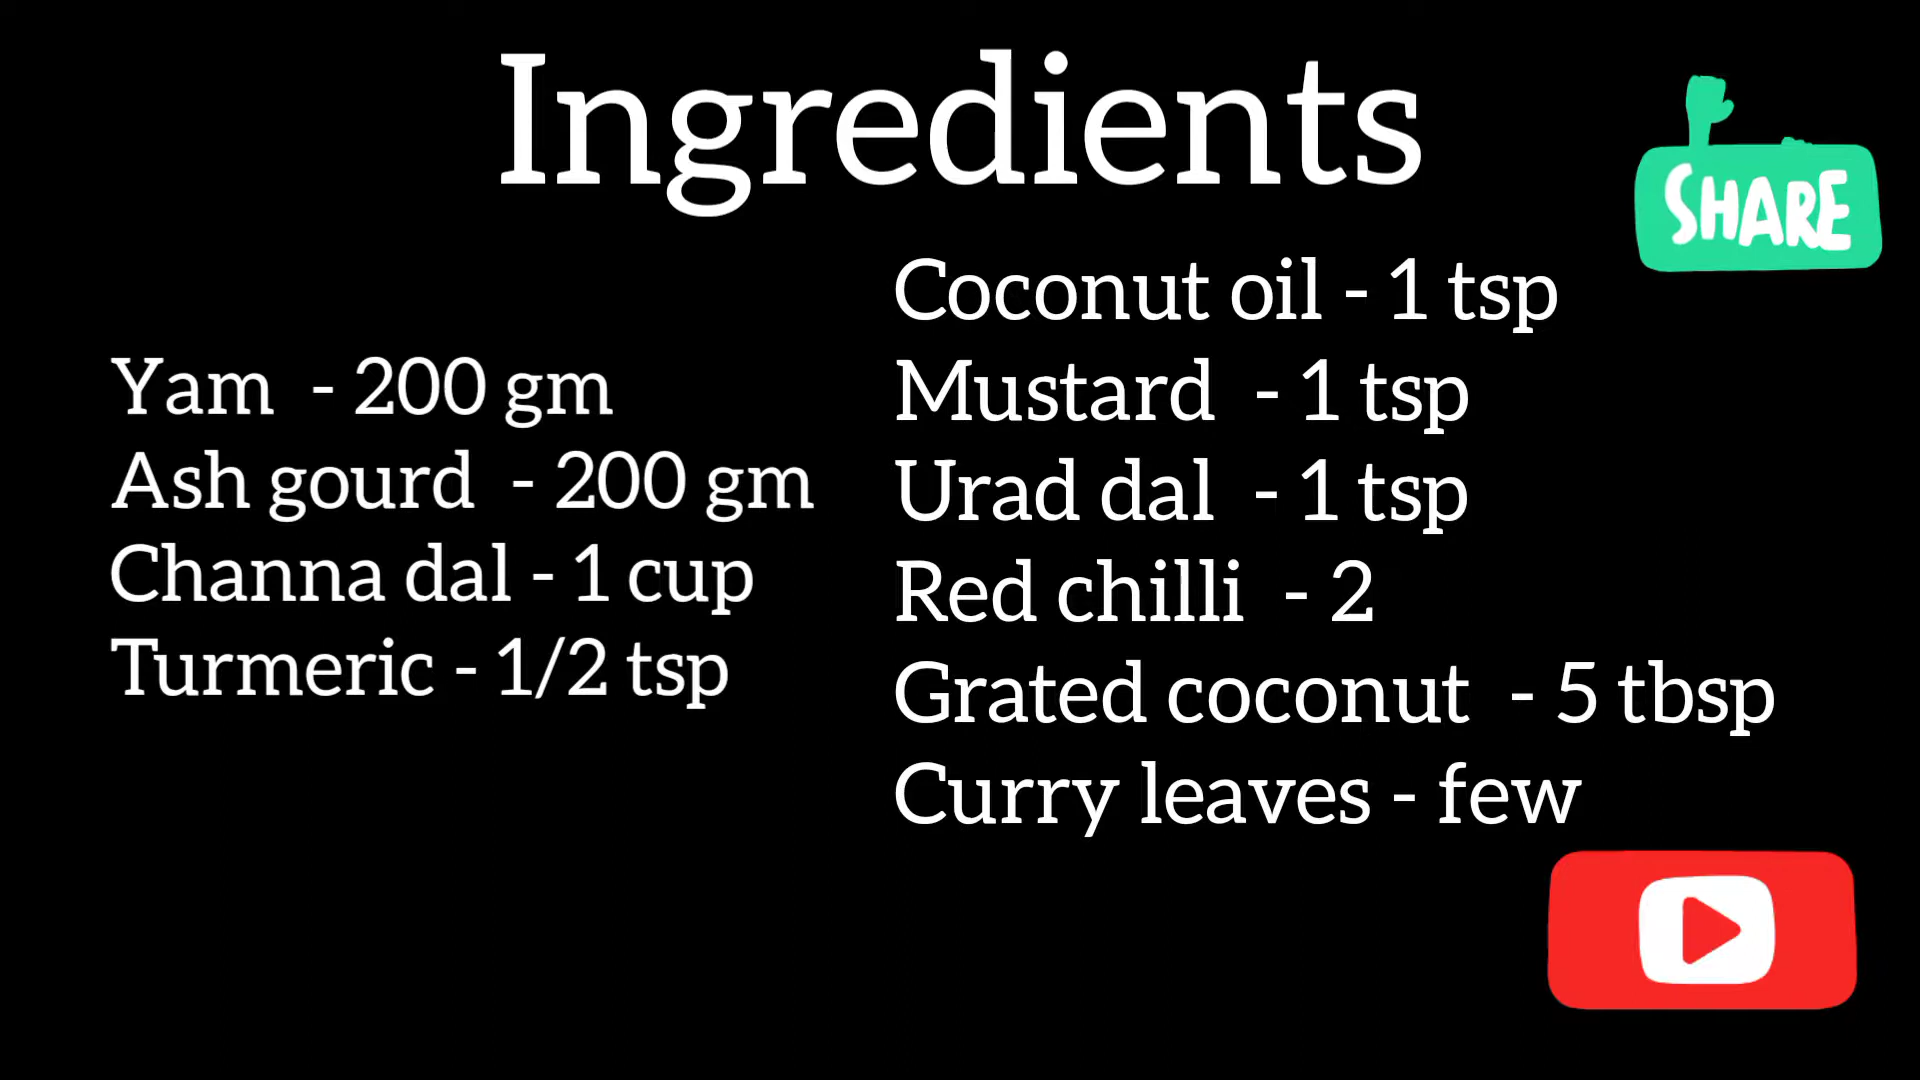 Ingredients
SHARE
Yam - 200 gm
Ash gourd - 200 gm
Channa dal - 1 cup
Turmeric - 1/2 tsp
Coconut oil - 1 tsp
Mustard - 1 tsp
Urad dal - 1 tsp
Red chilli - 2
Grated coconut - 5 tbsp
Curry leaves - few